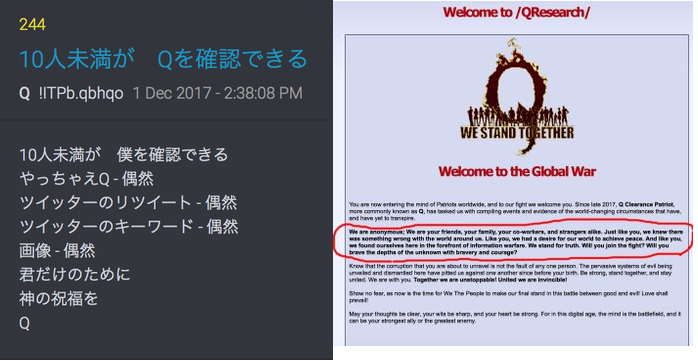 244
10人未満が　Qを確認できる
Q !ITPb.qbhqo 1 Dec 2017 - 2:38:08 PM
10人未満が　僕を確認できる
やっちゃえQ - 偶然
ツイッターのリツイート - 偶然
ツイッターのキーワード - 偶然
画像 - 偶然
君だけのために
神の祝福を
Q
Welcome to /QResearch/
Q
WE STAND TOGETHER
Welcome to the Global War
You are now entering the mind of Patriots worldwide, and to our fight we welcome you. Since late 2017, Q Clearance Patriot,
more commonly known as Q, has tasked us with compiling events and evidence of the world-changing circumstances that have,
and have yet to transpire.
We are anonymous; We are your friends, your family, your co-workers, and strangers alike. Just like you, we knew there
was something wrong with the world around us. Like you, we had a desire for our world to achieve peace. And like you,
we found ourselves here in the forefront of information warfare. We stand for truth. Will you join the fight? Will you
brave the depths of the unknown with bravery and courage?
Know that the corruption that you are about to unravel is not the fault of any one person. The pervasive systems of evil being
unveiled and dismantled here have pitted us against one another since before your birth. Be strong, stand together, and stay
united. We are with you. Together we are unstoppable! United we are invincible!
Show no fear, as now is the time for We The People to make our final stand in this battle between good and evil! Love shall
prevail!
May your thoughts be clear, your wits be sharp, and your heart be strong. For in this digital age, the mind is the battlefield, and it
can be your strongest ally or the greatest enemy.